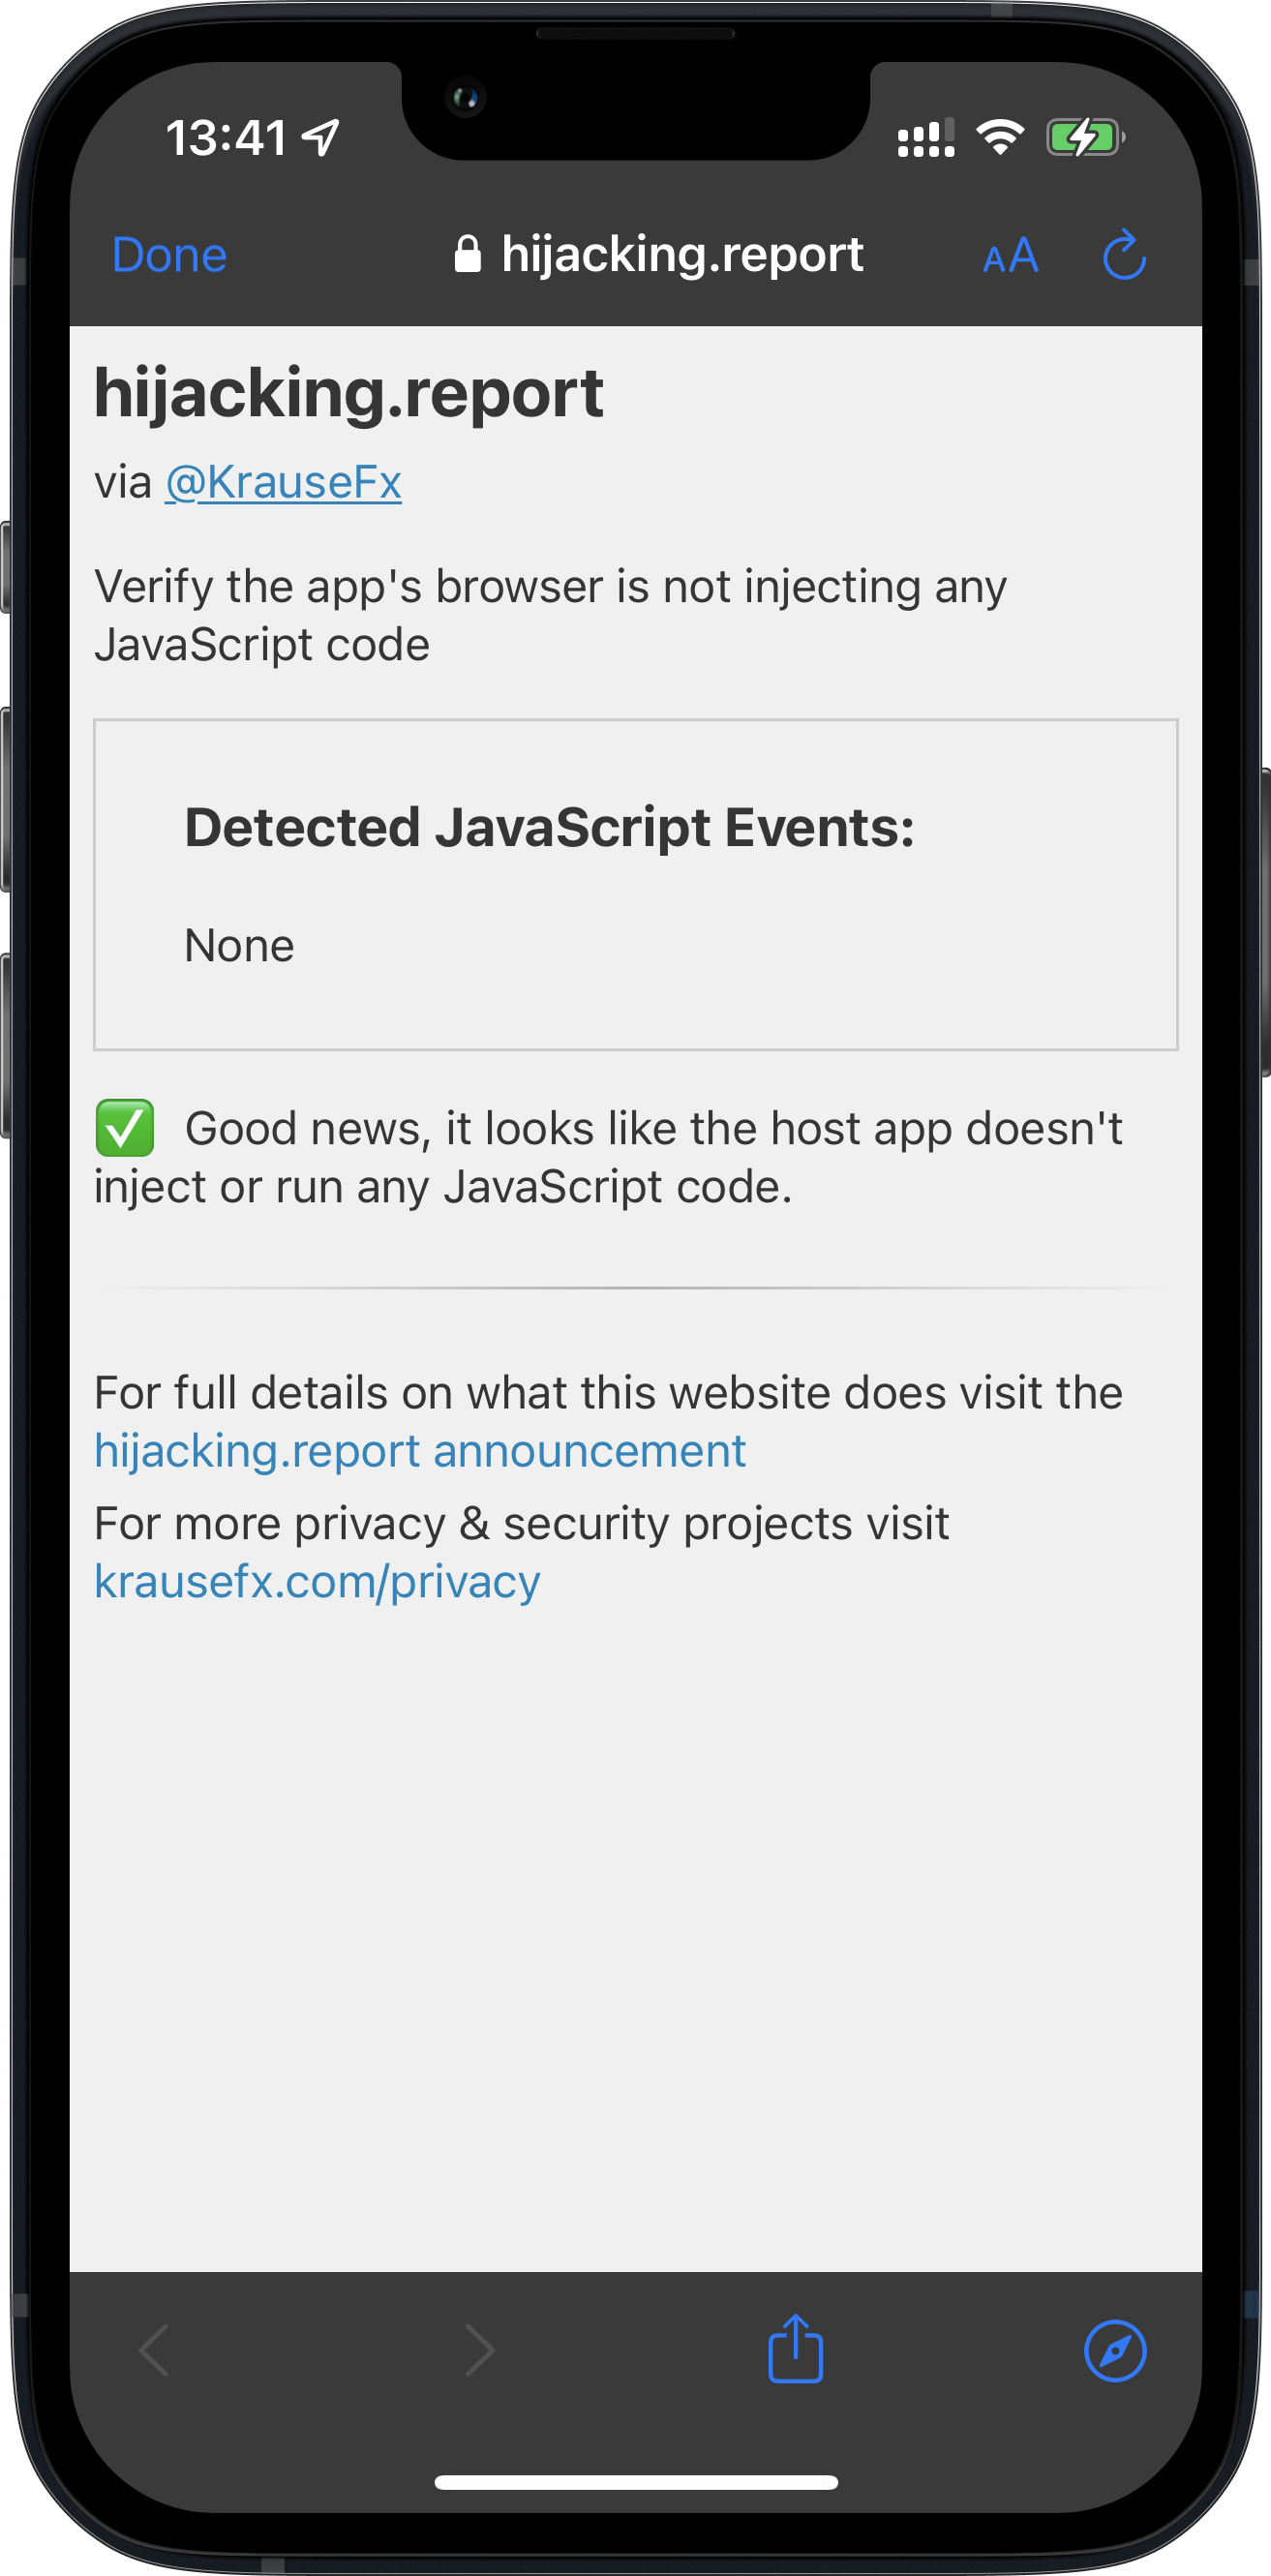 13:41
Done
hijacking.report
AA
hijacking.report
via @KrauseFx
Verify the app's browser is not injecting any
JavaScript code
Detected JavaScript Events:
None
✅ Good news, it looks like the host app doesn't
inject or run any JavaScript code.
For full details on what this website does visit the
hijacking.report announcement
For more privacy & security projects visit
krausefx.com/privacy